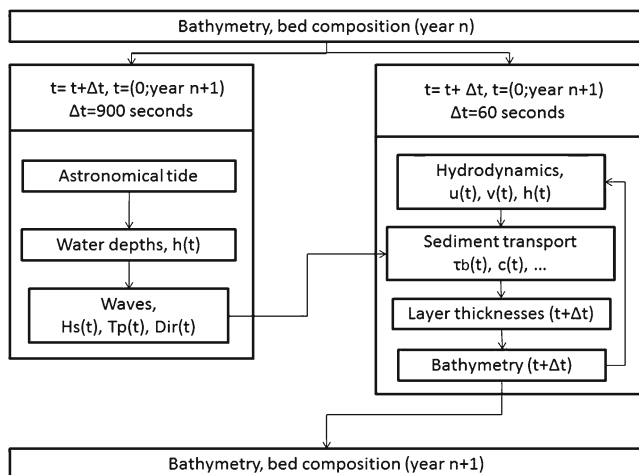 Bathymetry, bed composition (year n)
t= t+Δt, t=(0;year n+1)
Δt=900 seconds
Astronomical tide
Water depths, h(t)
Waves,
Hs(t), Tp(t), Dir(t)
t= t+ Δt, t=(0;year n+1)
Δt=60 seconds
Hydrodynamics,
u(t), v(t), h(t)
Sediment transport
τb(t), c(t), ...
Layer thicknesses (t+Δt)
Bathymetry (t+Δt)
Bathymetry, bed composition (year n+1)